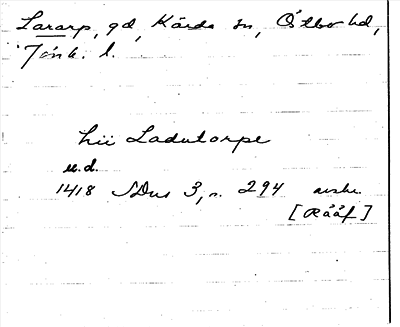 Lararp, gd, Kärda sn, Östbo hd,
Jönk. l.
hii Ladutorpe
u.d.
1418 SDns 3, n. 294 avskr.
[Rääf]